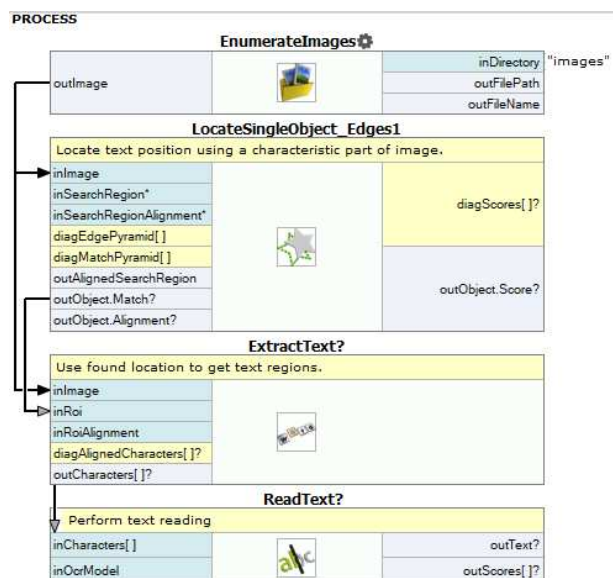 PROCESS
EnumerateImages
outImage
inDirectory "images"
outFilePath
outFileName
LocateSingleObject_Edges1
Locate text position using a characteristic part of image.
inImage
inSearchRegion*
inSearchRegionAlignment*
diagEdgePyramid[ ]
diagMatchPyramid[ ]
outAlignedSearchRegion
outObject.Match?
outObject.Alignment?
diagScores[ ]?
outObject.Score?
ExtractText?
Use found location to get text regions.
inImage
inRoi
inRoiAlignment
diagAlignedCharacters[ ]?
outCharacters[ ]?
ReadText?
Perform text reading
inCharacters[ ]
inOcrModel
abc
outText?
outScores[ ]?